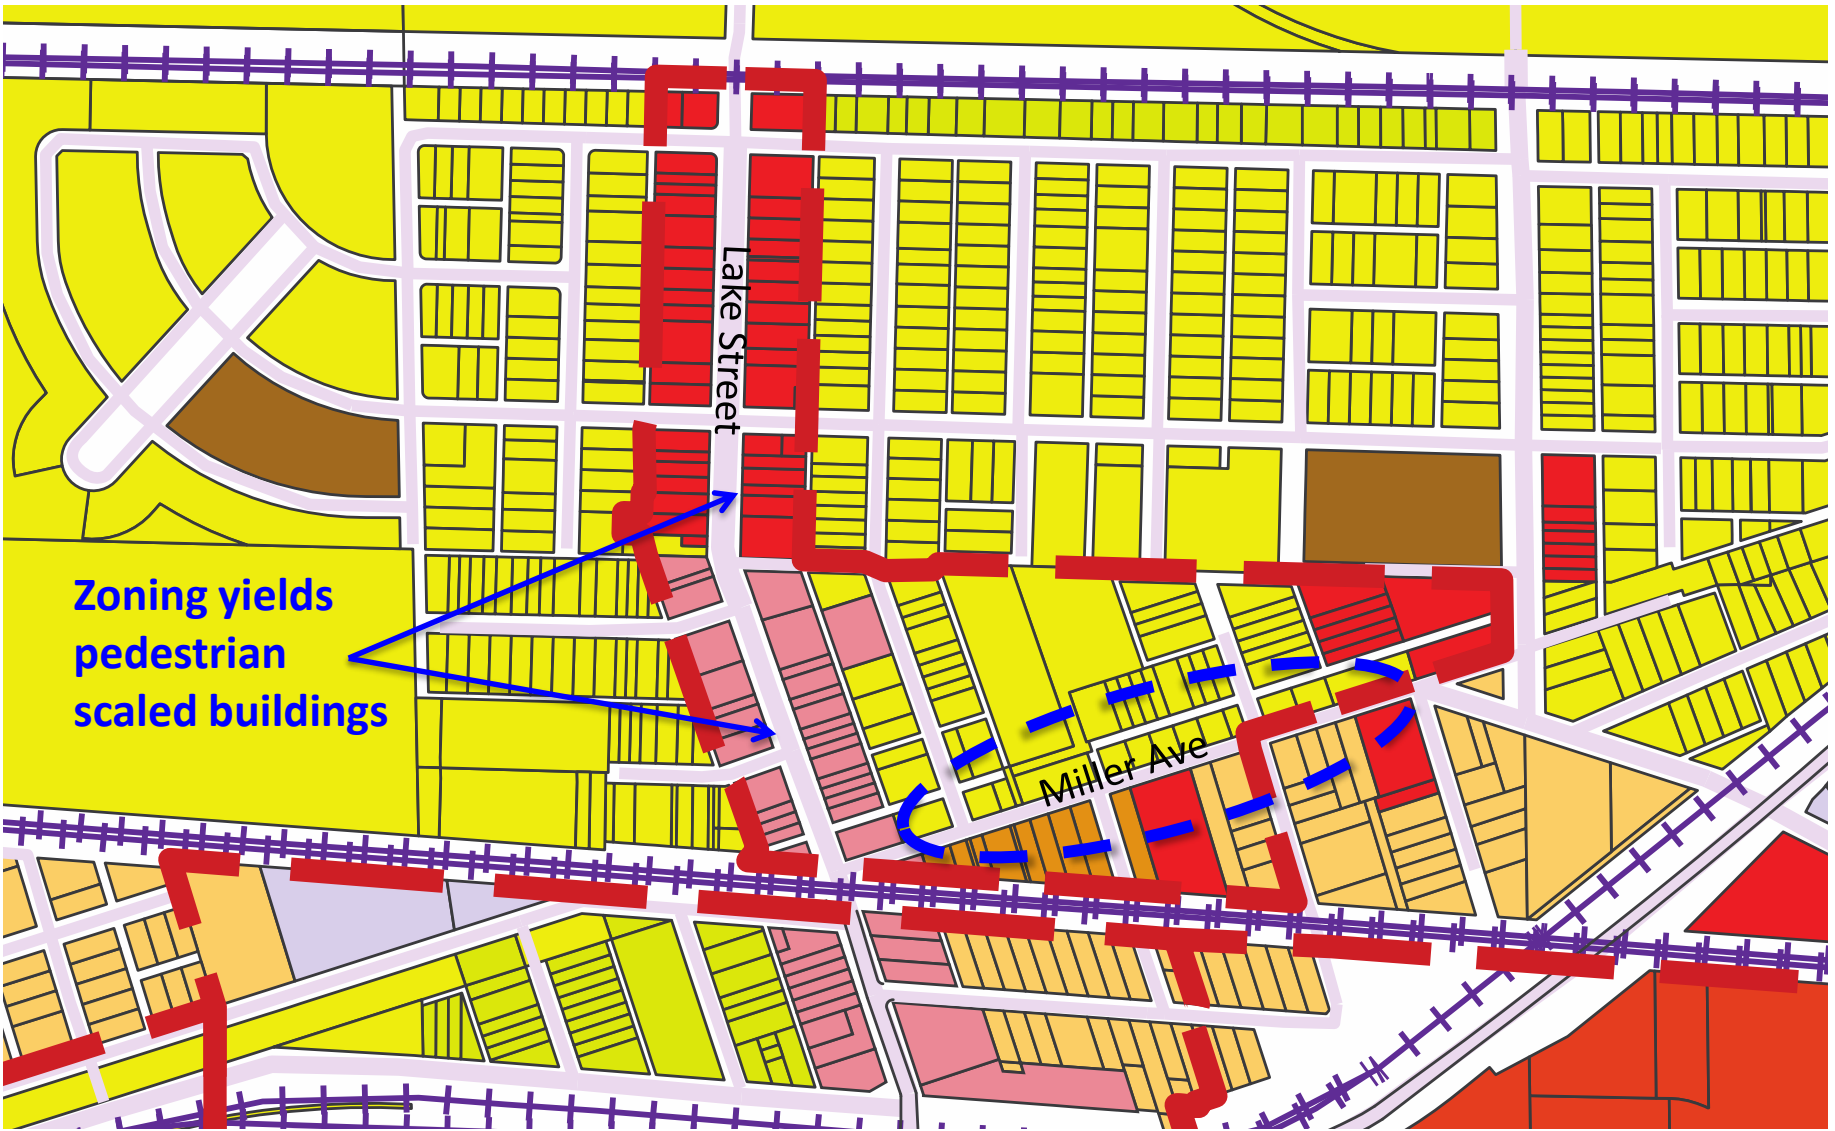 Lake Street
Zoning yields
pedestrian
scaled buildings
Miller Ave